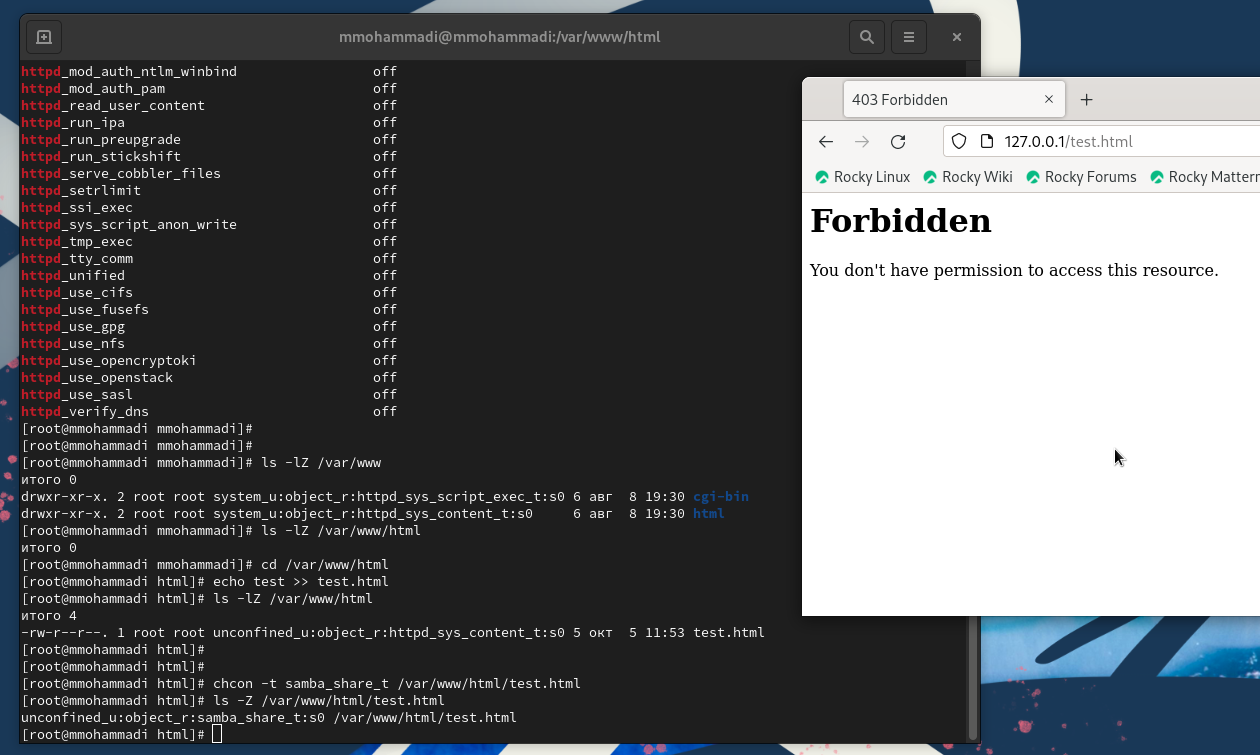 mmohammadi@mmohammadi:/var/www/html
httpd_mod_auth_ntlm_winbind off
httpd_mod_auth_pam off
httpd_read_user_content off
httpd_run_ipa off
httpd_run_preupgrade off
httpd_run_stickshift off
httpd_serve_cobbler_files off
httpd_setrlimit off
httpd_ssi_exec off
httpd_sys_script_anon_write off
httpd_tmp_exec off
httpd_tty_comm off
httpd_unified off
httpd_use_cifs off
httpd_use_fusefs off
httpd_use_gpg off
httpd_use_nfs off
httpd_use_opencryptoki off
httpd_use_openstack off
httpd_use_sasl off
httpd_verify_dns off
[root@mmohammadi mmohammadi]#
[root@mmohammadi mmohammadi]#
[root@mmohammadi mmohammadi]# ls -lZ /var/www
итого 0
drwxr-xr-x. 2 root root system_u:object_r:httpd_sys_script_exec_t:s0 6 авг  8 19:30 cgi-bin
drwxr-xr-x. 2 root root system_u:object_r:httpd_sys_content_t:s0     6 авг  8 19:30 html
[root@mmohammadi mmohammadi]# ls -lZ /var/www/html
итого 0
[root@mmohammadi mmohammadi]# cd /var/www/html
[root@mmohammadi html]# echo test >> test.html
[root@mmohammadi html]# ls -lZ /var/www/html
итого 4
-rw-r--r--. 1 root root unconfined_u:object_r:httpd_sys_content_t:s0 5 окт  5 11:53 test.html
[root@mmohammadi html]#
[root@mmohammadi html]#
[root@mmohammadi html]# chcon -t samba_share_t /var/www/html/test.html
[root@mmohammadi html]# ls -Z /var/www/html/test.html
unconfined_u:object_r:samba_share_t:s0 /var/www/html/test.html
[root@mmohammadi html]#
403 Forbidden
127.0.0.1/test.html
Rocky Linux Rocky Wiki Rocky Forums Rocky Mattern
Forbidden
You don't have permission to access this resource.